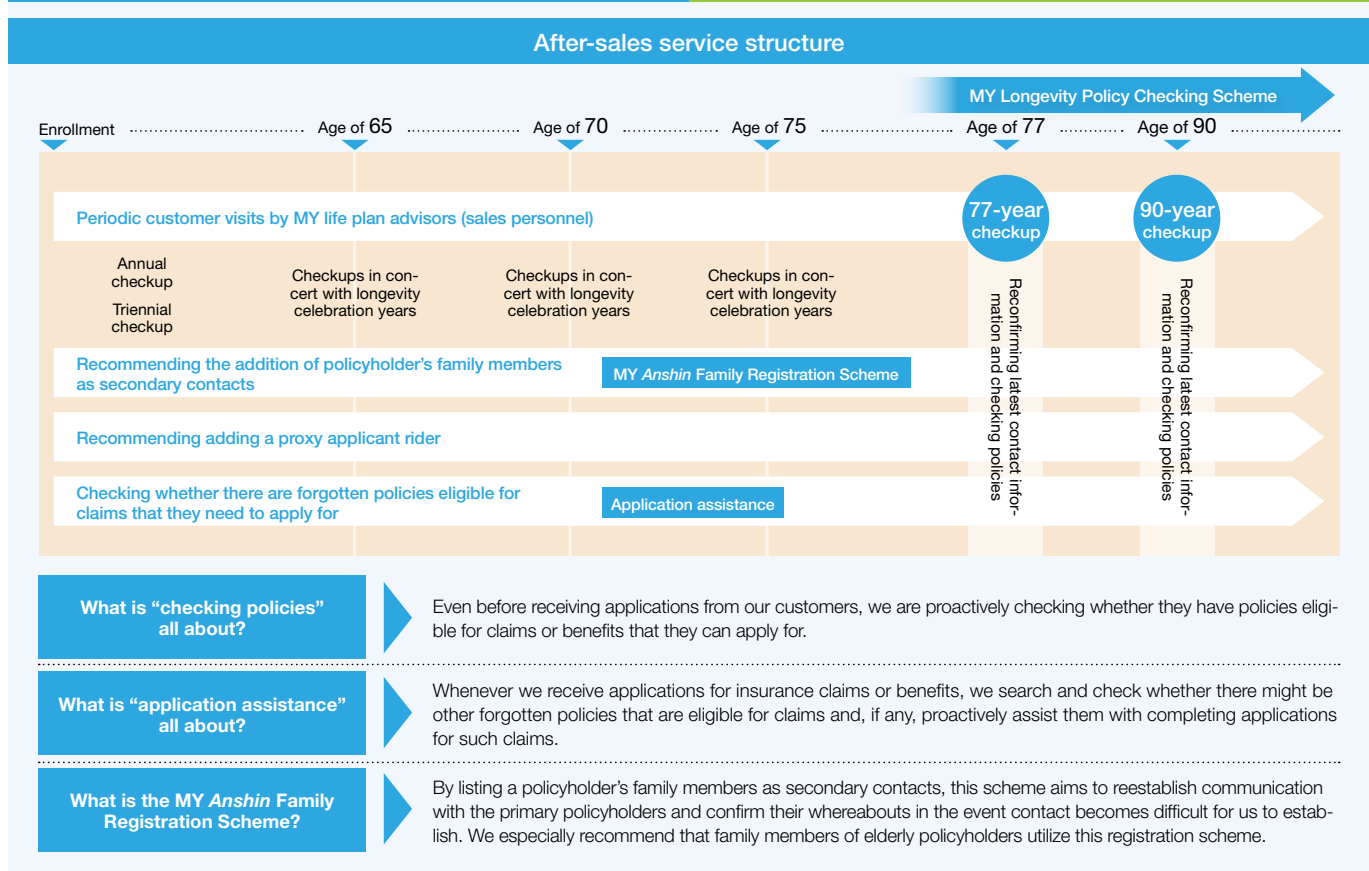 After-sales service structure
MY Longevity Policy Checking Scheme
Enrollment
Age of 65
Age of 70
Age of 75
Age of 77
Age of 90
Periodic customer visits by MY life plan advisors (sales personnel)
77-year
checkup
90-year
checkup
Annual
checkup
Triennial
checkup
Checkups in con-
cert with longevity
celebration years
Checkups in con-
cert with longevity
celebration years
Checkups in con-
cert with longevity
celebration years
Reconfirming latest contact infor-
mation and checking policies
Reconfirming latest contact infor-
mation and checking policies
Recommending the addition of policyholder’s family members
as secondary contacts
MY Anshin Family Registration Scheme
Recommending adding a proxy applicant rider
Checking whether there are forgotten policies eligible for
claims that they need to apply for
Application assistance
What is “checking policies”
all about?
Even before receiving applications from our customers, we are proactively checking whether they have policies eligi-
ble for claims or benefits that they can apply for.
What is “application assistance”
all about?
Whenever we receive applications for insurance claims or benefits, we search and check whether there might be
other forgotten policies that are eligible for claims and, if any, proactively assist them with completing applications
for such claims.
What is the MY Anshin Family
Registration Scheme?
By listing a policyholder’s family members as secondary contacts, this scheme aims to reestablish communication
with the primary policyholders and confirm their whereabouts in the event contact becomes difficult for us to estab-
lish. We especially recommend that family members of elderly policyholders utilize this registration scheme.